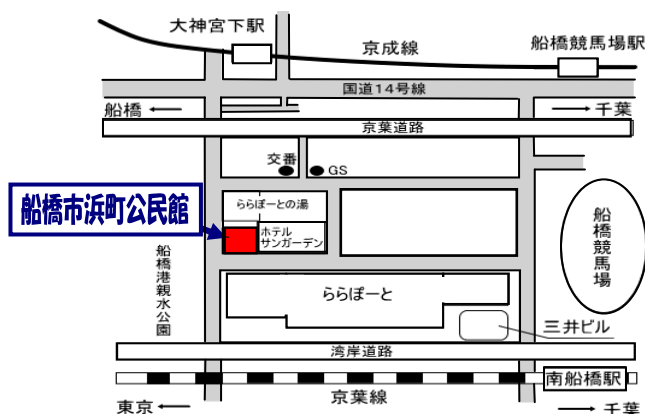 大神宮下駅
京成線
船橋競馬場駅
国道14号線
船橋
千葉
京葉道路
交番
GS
船橋市浜町公民館
ららぽーとの湯
ホテル
サンガーデン
船橋競馬場
船橋港親水公園
ららぽーと
三井ビル
湾岸道路
南船橋駅
京葉線
東京
千葉